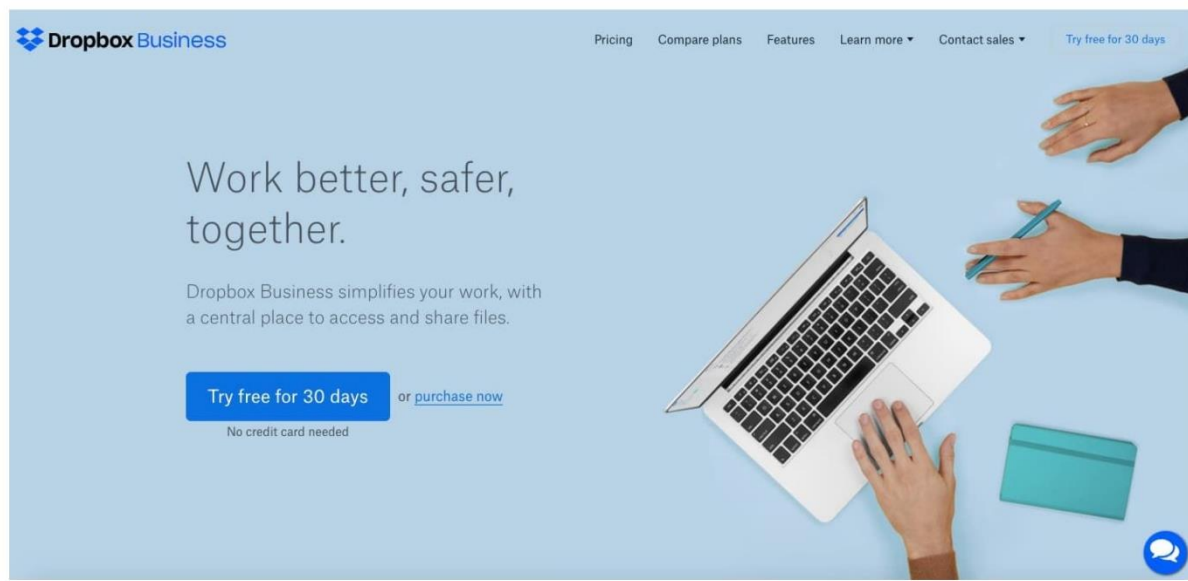 Dropbox Business
Pricing Compare plans Features Learn more Contact sales Try free for 30 days
Work better, safer,
together.
Dropbox Business simplifies your work, with
a central place to access and share files.
Try free for 30 days or purchase now
No credit card needed